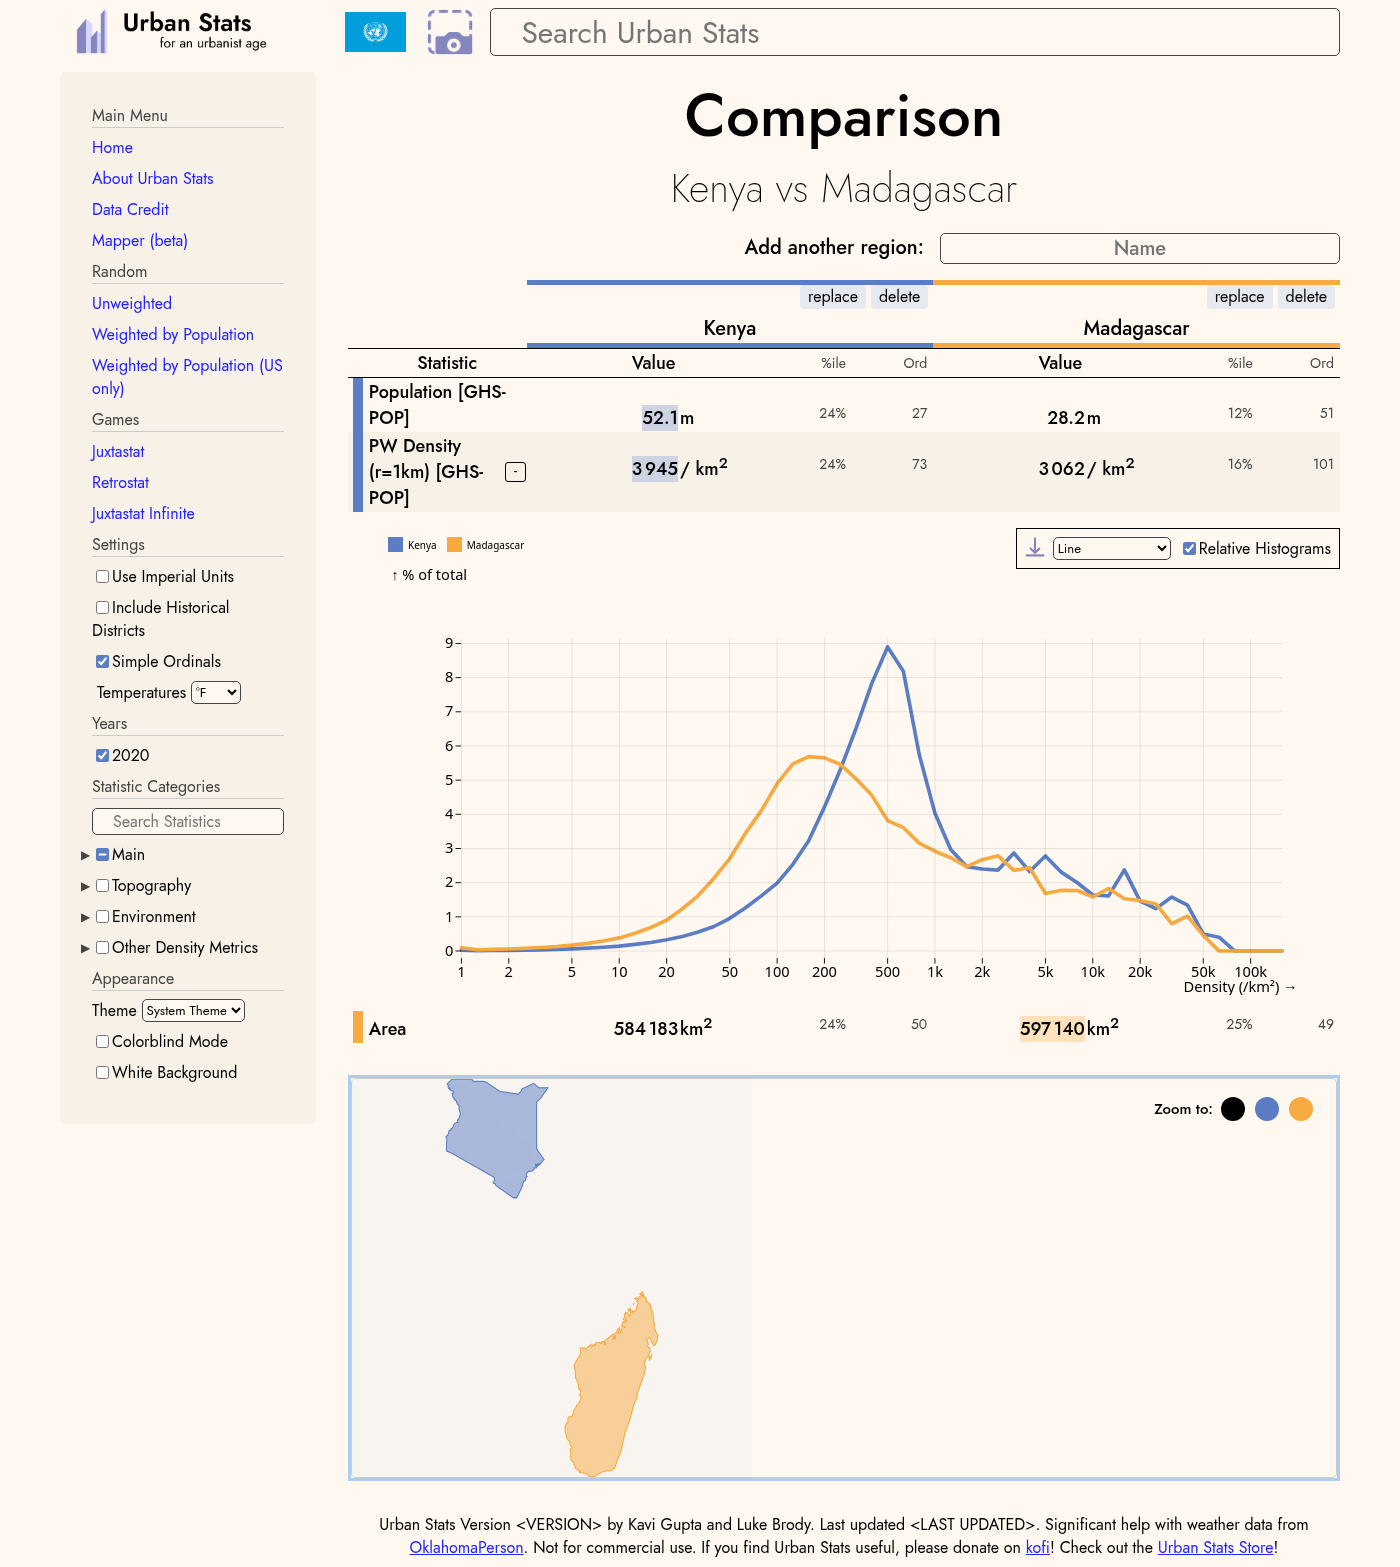 Urban Stats
for an urbanist age
Search Urban Stats
Main Menu
Home
About Urban Stats
Data Credit
Mapper (beta)
Random
Unweighted
Weighted by Population
Weighted by Population (US
only)
Games
Juxtastat
Retrostat
Juxtastat Infinite
Settings
Use Imperial Units
Include Historical
Districts
Simple Ordinals
Temperatures °F
Years
2020
Statistic Categories
Search Statistics
Main
Topography
Environment
Other Density Metrics
Appearance
Theme System Theme
Colorblind Mode
White Background
Comparison
Kenya vs Madagascar
Add another region: Name
replace delete replace delete
Kenya Madagascar
Statistic Value %ile Ord Value %ile Ord
Population [GHS-
POP] 52.1m 24% 27 28.2m 12% 51
PW Density
(r=1km) [GHS- - 3 945 / km² 24% 73 3 062 / km² 16% 101
POP]
Kenya Madagascar
Line Relative Histograms
↑ % of total
9
8
7
6
5
4
3
2
1
0
1 2 5 10 20 50 100 200 500 1k 2k 5k 10k 20k 50k 100k
Density (/km²) →
Area 584 183 km² 24% 50 597 140 km² 25% 49
Zoom to:
Urban Stats Version <VERSION> by Kavi Gupta and Luke Brody. Last updated <LAST UPDATED>. Significant help with weather data from
OklahomaPerson. Not for commercial use. If you find Urban Stats useful, please donate on kofi! Check out the Urban Stats Store!